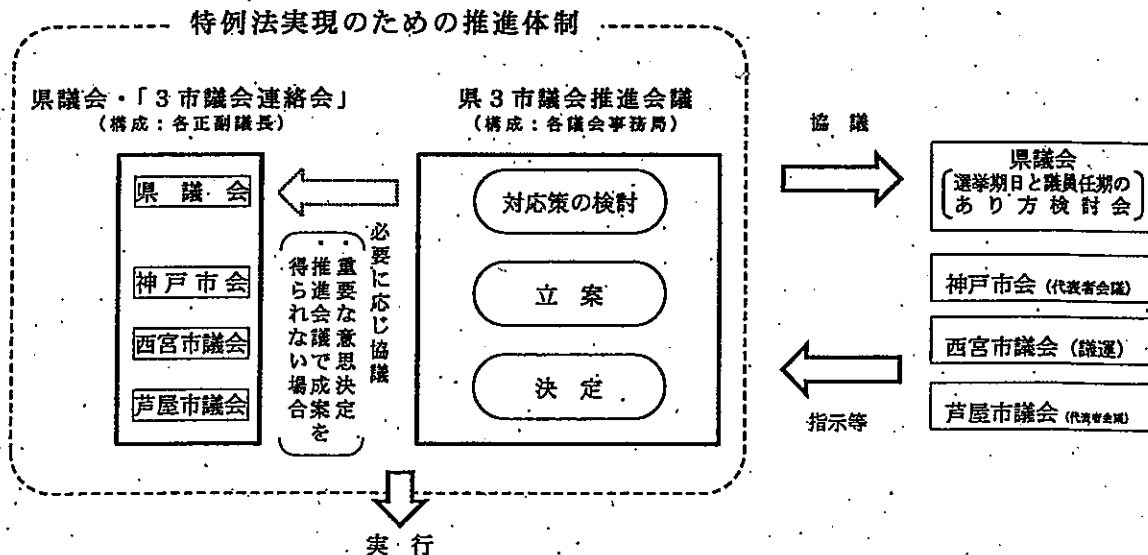 特例法実現のための推進体制
県議会・「3市議会連絡会」
(構成:各正副議長)
県議会
神戸市会
西宮市議会
芦屋市議会
必要に応じ協議
・重要な意思決定
・推進会議で成案を
得られない場合
県3市議会推進会議
(構成:各議会事務局)
対応策の検討
立案
決定
協議
指示等
県議会
選挙期日と議員任期の
あり方検討会
神戸市会(代表者会議)
西宮市議会(議運)
芦屋市議会(代表者会議)
実行